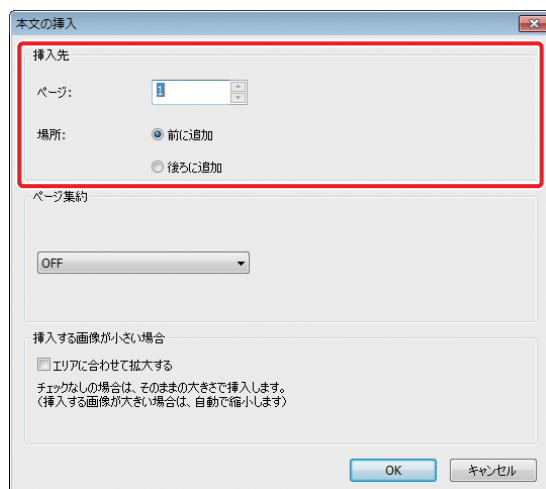 本文の挿入
挿入先
ページ:
1
場所:
前に追加
後ろに追加
ページ集約
OFF
挿入する画像が小さい場合
エリアに合わせて拡大する
チェックなしの場合は、そのままの大きさで挿入します。
(挿入する画像が大きい場合は、自動で縮小します)
OK
キャンセル